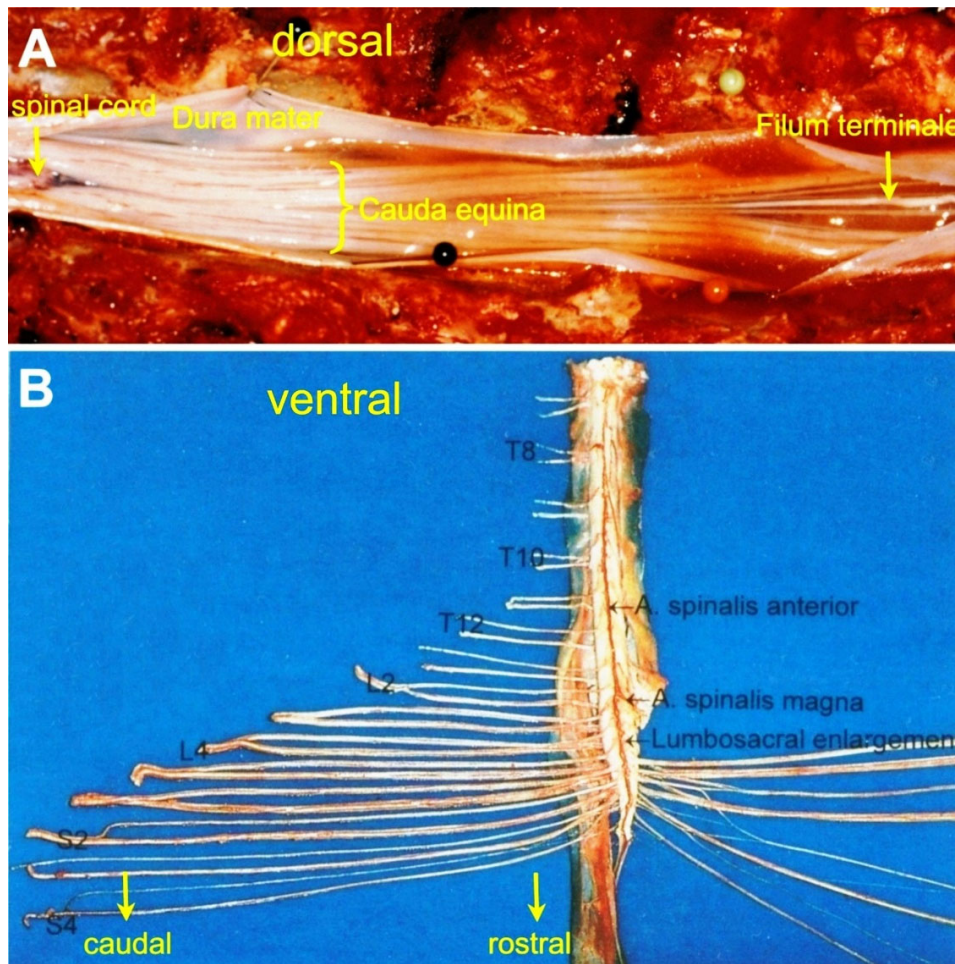 A
dorsal
spinal cord
Dura mater
Filum terminale
Cauda equina
B
ventral
T8
T10
←A. spinalis anterior
T12
L2
←A. spinalis magna
L4
←Lumbosacral enlargemen
S2
S4
caudal
rostral